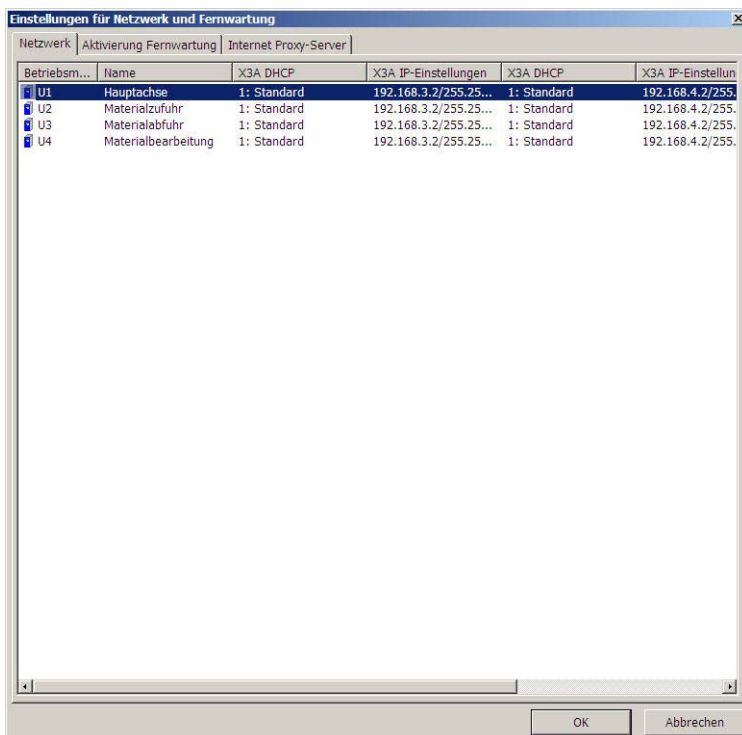 Einstellungen für Netzwerk und Fernwartung
Netzwerk Aktivierung Fernwartung Internet Proxy-Server
Betriebsm... Name X3A DHCP X3A IP-Einstellungen X3A DHCP X3A IP-Einstellun
U1 Hauptachse 1: Standard 192.168.3.2/255.25... 1: Standard 192.168.4.2/255.
U2 Materialzufuhr 1: Standard 192.168.3.2/255.25... 1: Standard 192.168.4.2/255.
U3 Materialabfuhr 1: Standard 192.168.3.2/255.25... 1: Standard 192.168.4.2/255.
U4 Materialbearbeitung 1: Standard 192.168.3.2/255.25... 1: Standard 192.168.4.2/255.
OK Abbrechen